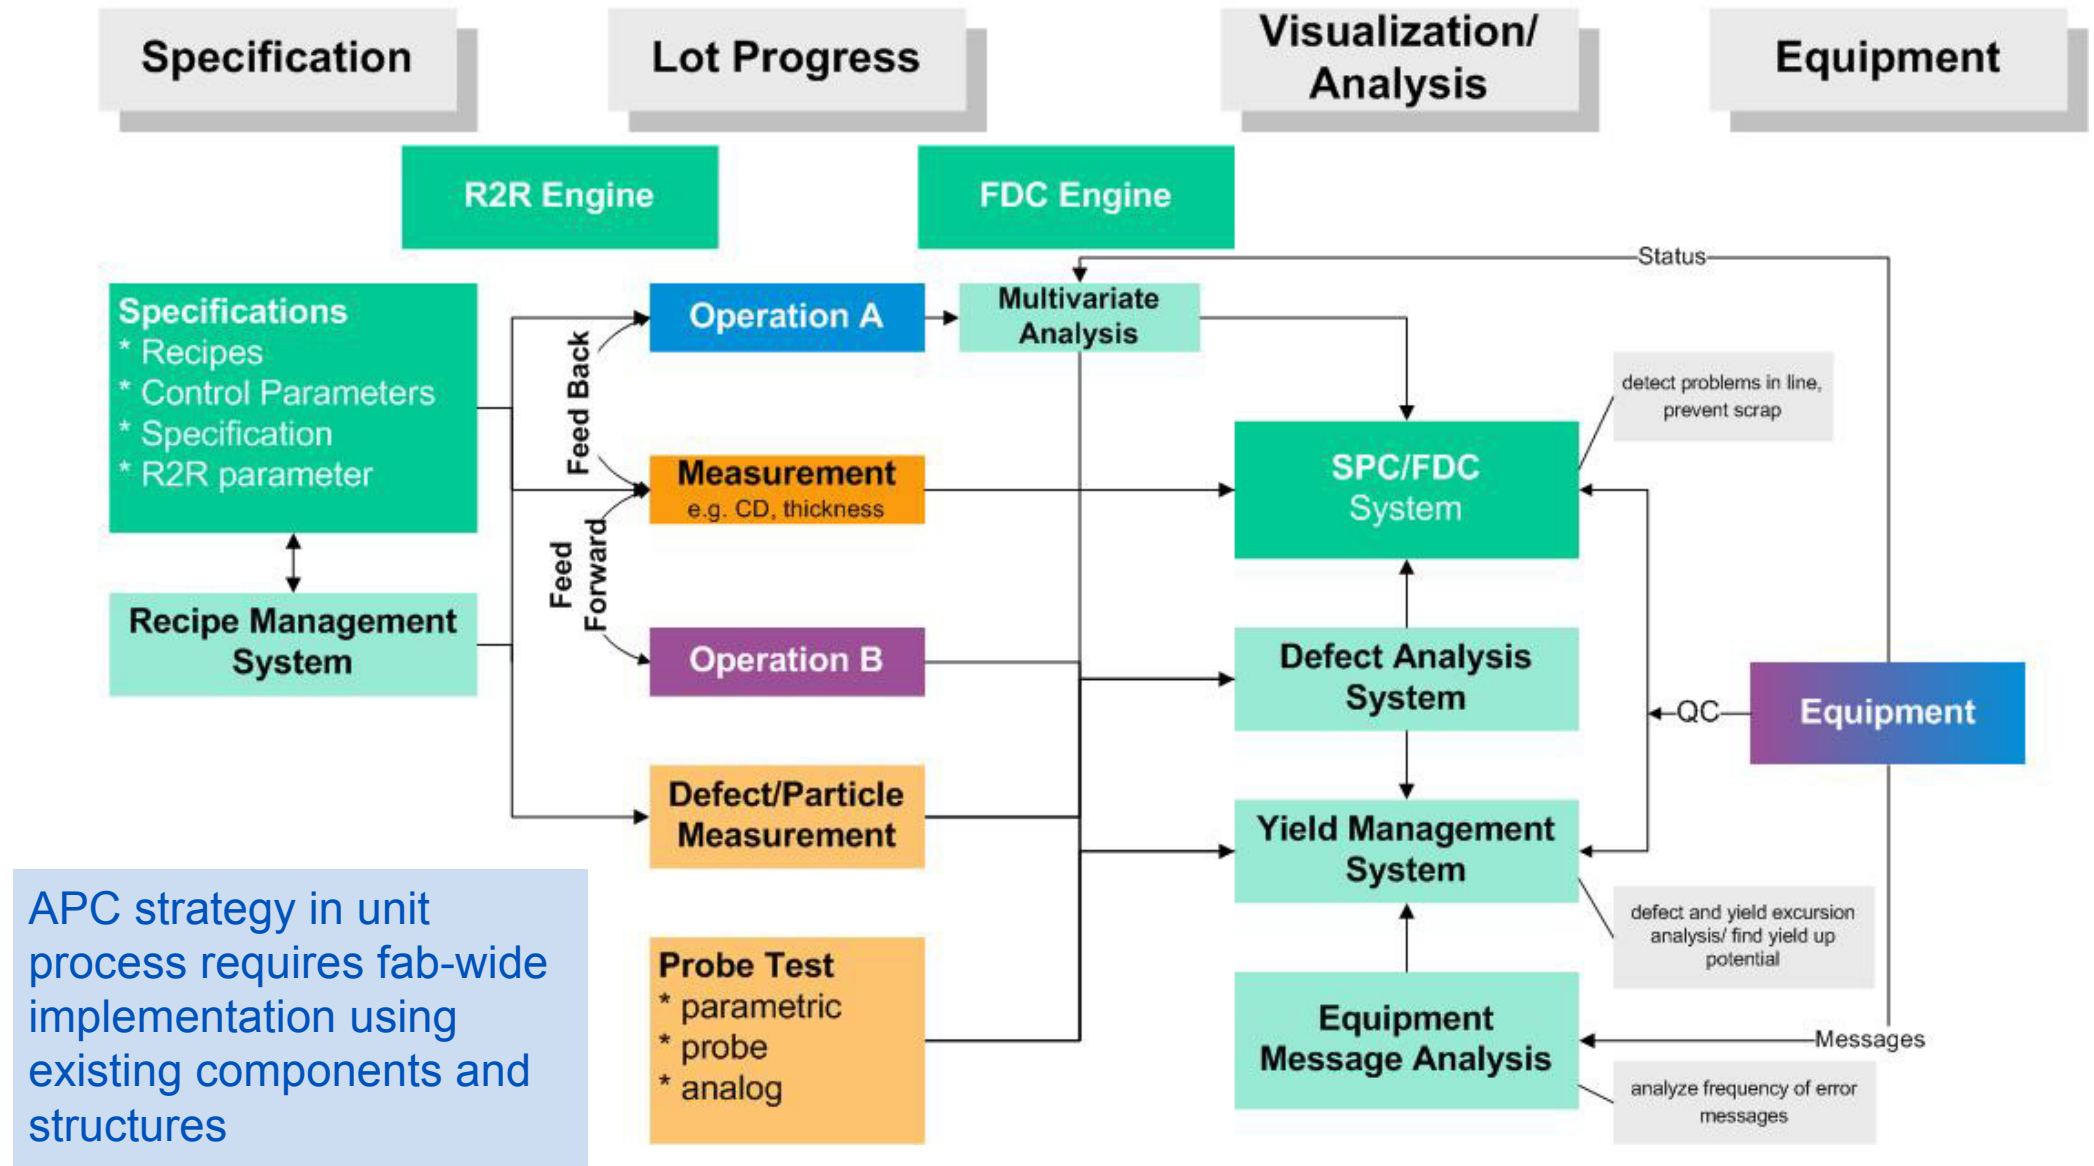 Specification
Lot Progress
Visualization/
Analysis
Equipment
R2R Engine
FDC Engine
Status
Specifications
* Recipes
* Control Parameters
* Specification
* R2R parameter
Feed Back
Operation A
Multivariate
Analysis
detect problems in line,
prevent scrap
Measurement
e.g. CD, thickness
SPC/FDC
System
Feed
Forward
Recipe Management
System
Operation B
Defect Analysis
System
QC
Equipment
Defect/Particle
Measurement
Yield Management
System
APC strategy in unit
process requires fab-wide
implementation using
existing components and
structures
defect and yield excursion
analysis/ find yield up
potential
Probe Test
* parametric
* probe
* analog
Equipment
Message Analysis
Messages
analyze frequency of error
messages